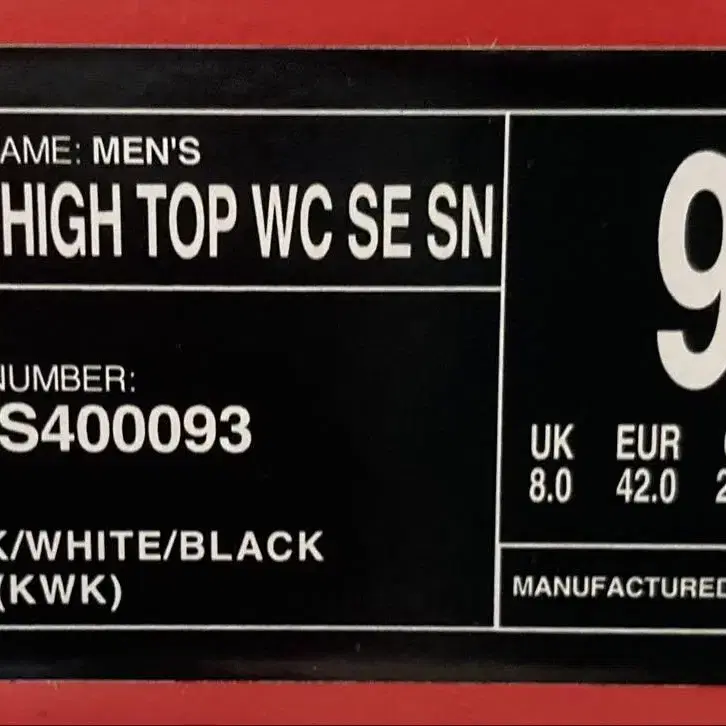 AME: MEN'S
HIGH TOP WC SE SN
NUMBER:
S400093
K/WHITE/BLACK
(KWK)
9
UK EUR
8.0 42.0 2
MANUFACTURED